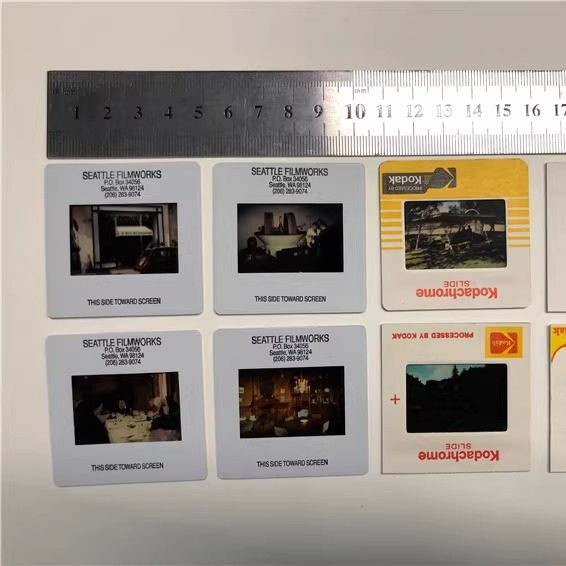 1 2 3 4 5 6 7 8 9 10 11 12 13 14 15 16 17
mm
SEATTLE FILMWORKS
P.O. Box 34056
Seattle, WA 98124
(206) 283-9074
THIS SIDE TOWARD SCREEN
SEATTLE FILMWORKS
P.O. Box 34056
Seattle, WA 98124
(206) 283-9074
THIS SIDE TOWARD SCREEN
PROCESSED BY
Kodak
Kodachrome
SLIDE
SEATTLE FILMWORKS
P.O. Box 34056
Seattle, WA 98124
(206) 283-9074
THIS SIDE TOWARD SCREEN
SEATTLE FILMWORKS
P.O. Box 34056
Seattle, WA 98124
(206) 283-9074
THIS SIDE TOWARD SCREEN
PROCESSED BY KODAK
Kodak
+
Kodachrome
SLIDE